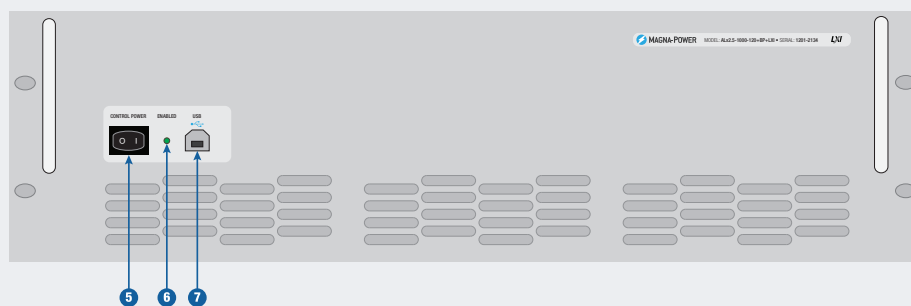 MAGNA-POWER MODEL: ALx2.5-1000-120+BP+LXI • SERIAL: 1201-2134 LXI
CONTROL POWER ENABLED USB
O I
5 6 7